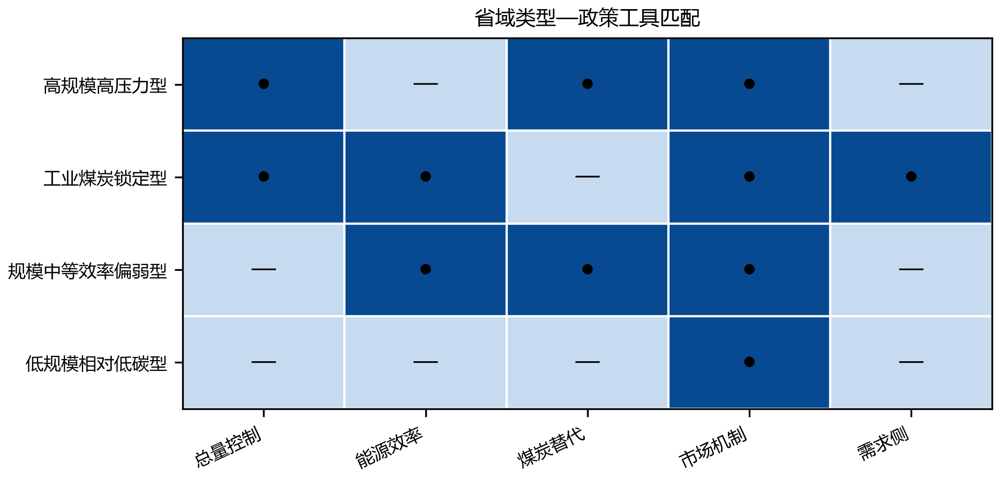 省域类型—政策工具匹配
高规模高压力型 ● — ● ● —
工业煤炭锁定型 ● ● — ● ●
规模中等效率偏弱型 — ● ● ● —
低规模相对低碳型 — — — ● —
总量控制 能源效率 煤炭替代 市场机制 需求侧